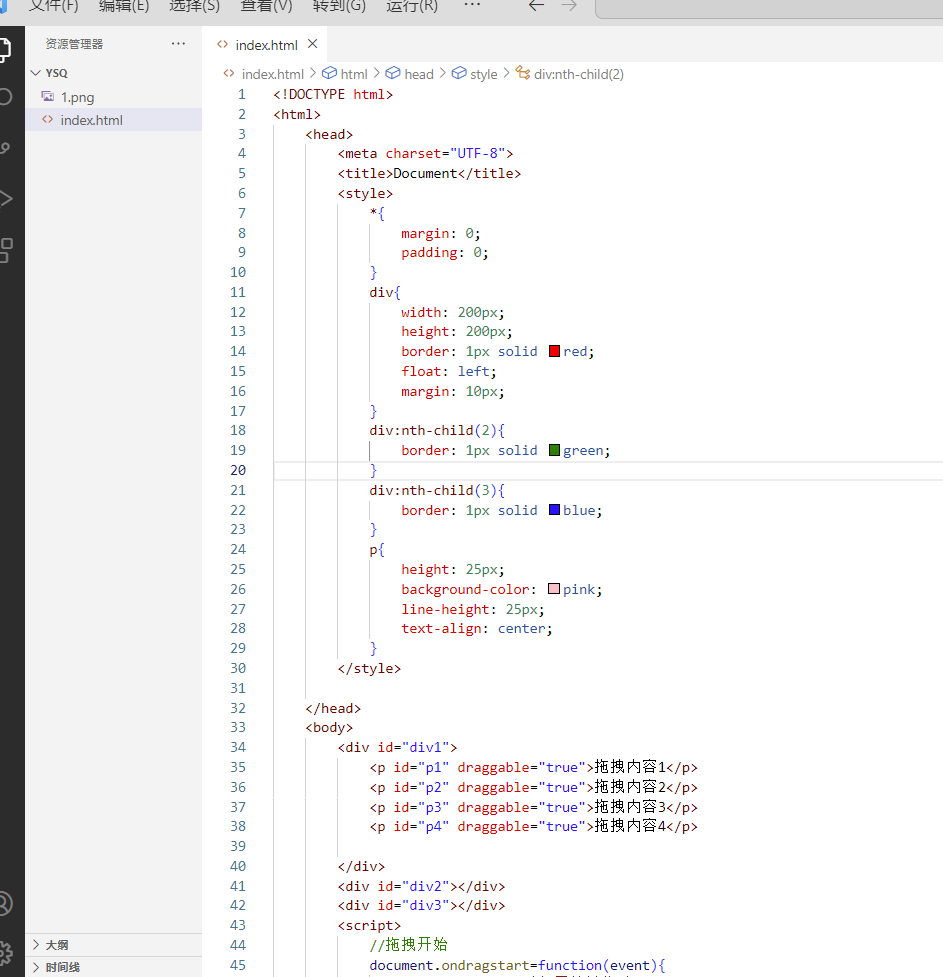 文件(F) 编辑(E) 选择(S) 查看(V) 转到(G) 运行(R) ···
资源管理器 ···
index.html
YSQ
1.png
index.html
大纲
时间线
index.html > html > head > style > div:nth-child(2)
1 <!DOCTYPE html>
2 <html>
3 <head>
4 <meta charset="UTF-8">
5 <title>Document</title>
6 <style>
7 *{
8 margin: 0;
9 padding: 0;
10 }
11 div{
12 width: 200px;
13 height: 200px;
14 border: 1px solid red;
15 float: left;
16 margin: 10px;
17 }
18 div:nth-child(2){
19 border: 1px solid green;
20 }
21 div:nth-child(3){
22 border: 1px solid blue;
23 }
24 p{
25 height: 25px;
26 background-color: pink;
27 line-height: 25px;
28 text-align: center;
29 }
30 </style>
31
32 </head>
33 <body>
34 <div id="div1">
35 <p id="p1" draggable="true">拖拽内容1</p>
36 <p id="p2" draggable="true">拖拽内容2</p>
37 <p id="p3" draggable="true">拖拽内容3</p>
38 <p id="p4" draggable="true">拖拽内容4</p>
39
40 </div>
41 <div id="div2"></div>
42 <div id="div3"></div>
43 <script>
44 //拖拽开始
45 document.ondragstart=function(event){